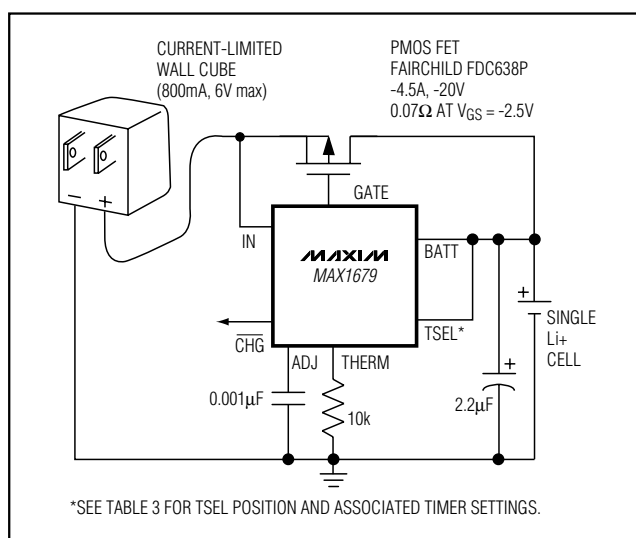 CURRENT-LIMITED
WALL CUBE
(800mA, 6V max)
PMOS FET
FAIRCHILD FDC638P
-4.5A, -20V
0.07Ω AT VGS = -2.5V
GATE
IN
MAXIM
MAX1679
BATT
TSEL*
CHG
ADJ
THERM
0.001µF
10k
2.2µF
+
+
SINGLE
Li+
CELL
−
+
*SEE TABLE 3 FOR TSEL POSITION AND ASSOCIATED TIMER SETTINGS.